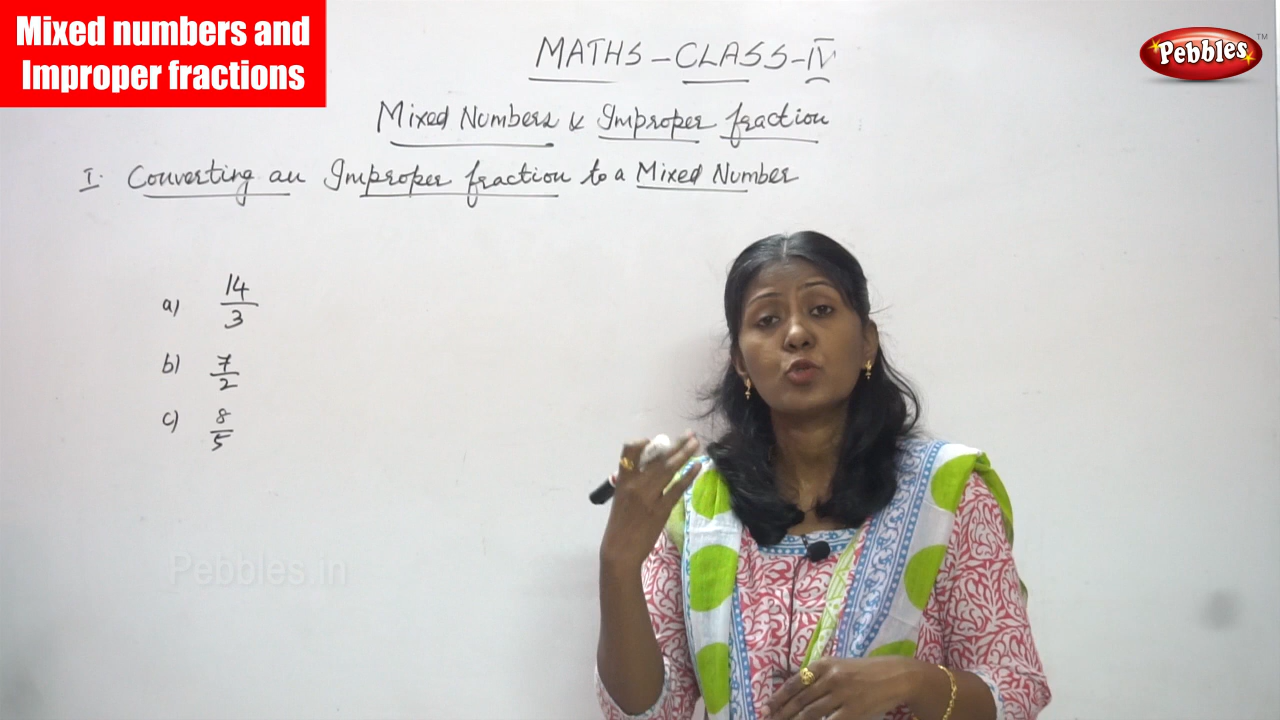 Mixed numbers and
Improper fractions
Pebbles TM
MATHS - CLASS - IV
Mixed Numbers & Improper fraction
I. Converting an Improper fraction to a Mixed Number
a) 14/3
b) 7/2
c) 8/5
Pebbles.in